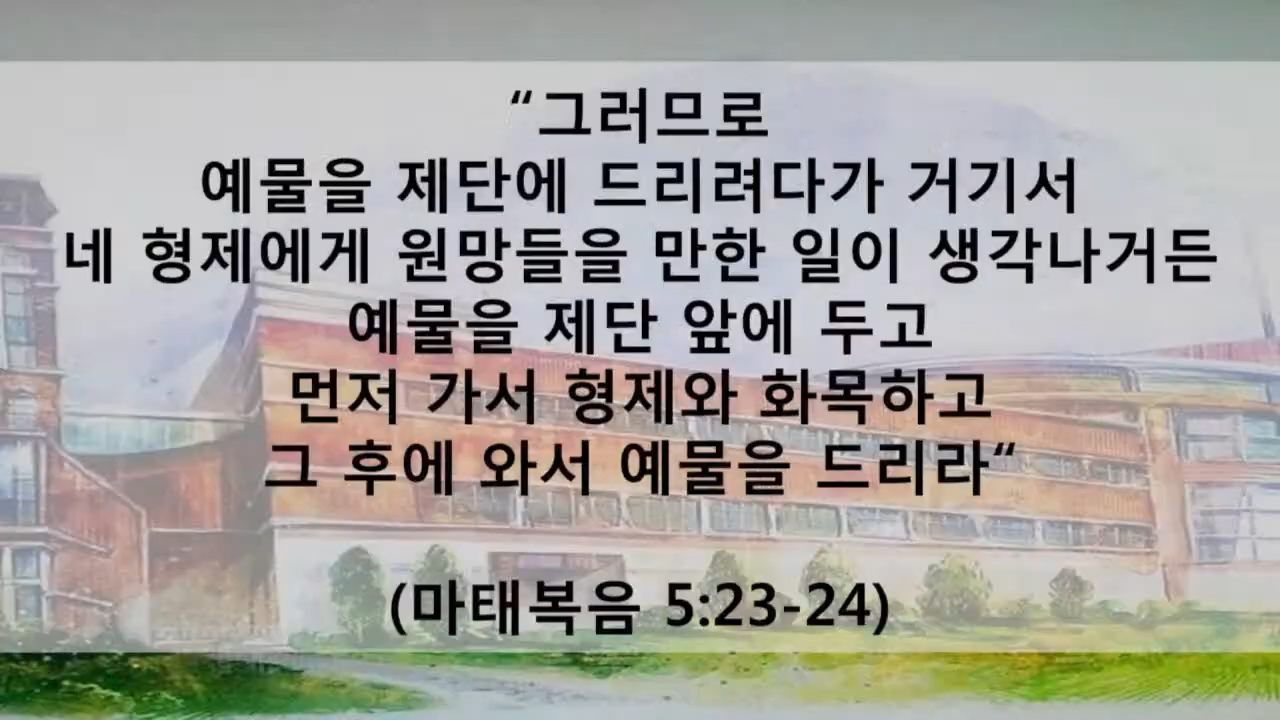 “그러므로
예물을 제단에 드리려다가 거기서
네 형제에게 원망들을 만한 일이 생각나거든
예물을 제단 앞에 두고
먼저 가서 형제와 화목하고
그 후에 와서 예물을 드리라“
(마태복음 5:23-24)